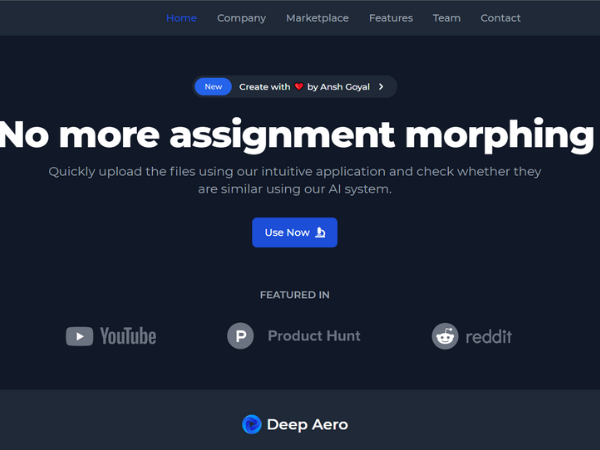 Home Company Marketplace Features Team Contact
New Create with ❤️ by Ansh Goyal
No more assignment morphing
Quickly upload the files using our intuitive application and check whether they
are similar using our AI system.
Use Now
FEATURED IN
YouTube Product Hunt reddit
Deep Aero